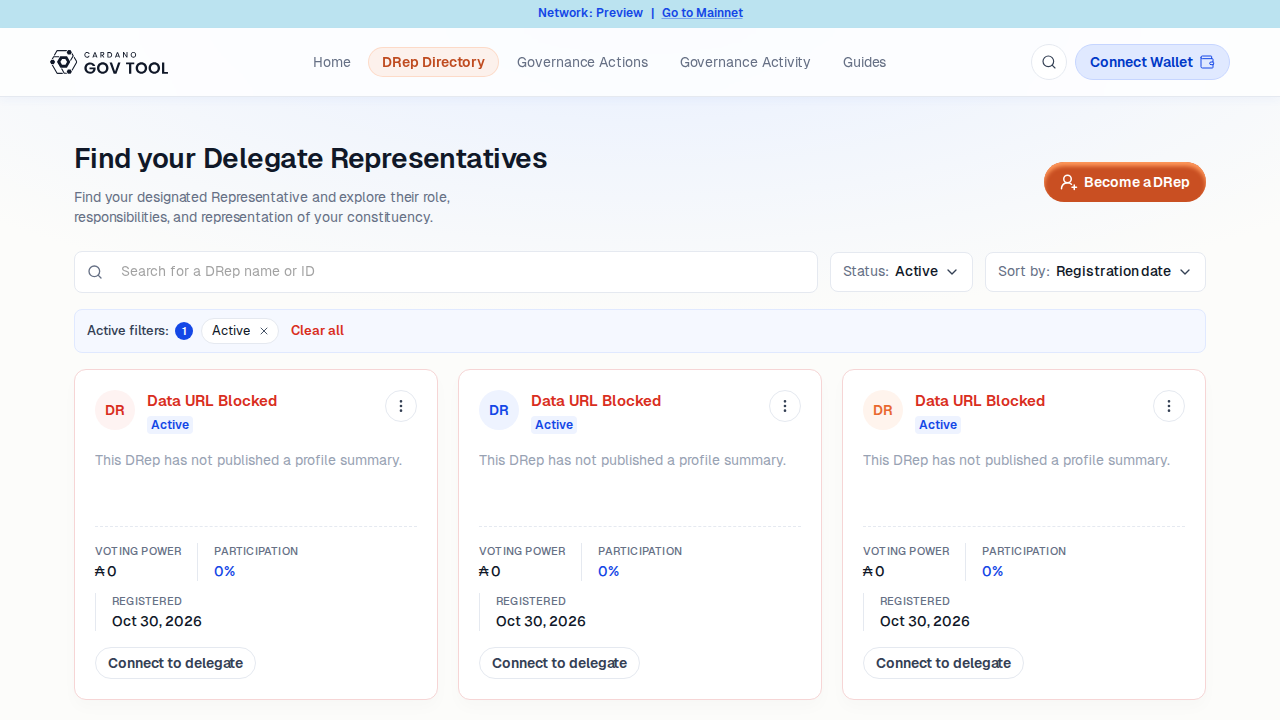 Network: Preview | Go to Mainnet
CARDANO
GOV TOOL
Home
DRep Directory
Governance Actions
Governance Activity
Guides
Connect Wallet
Find your Delegate Representatives
Find your designated Representative and explore their role,
responsibilities, and representation of your constituency.
Become a DRep
Search for a DRep name or ID
Status: Active
Sort by: Registration date
Active filters: 1 Active Clear all
DR Data URL Blocked
Active
This DRep has not published a profile summary.
VOTING POWER PARTICIPATION
₳0 0%
REGISTERED
Oct 30, 2026
Connect to delegate
DR Data URL Blocked
Active
This DRep has not published a profile summary.
VOTING POWER PARTICIPATION
₳0 0%
REGISTERED
Oct 30, 2026
Connect to delegate
DR Data URL Blocked
Active
This DRep has not published a profile summary.
VOTING POWER PARTICIPATION
₳0 0%
REGISTERED
Oct 30, 2026
Connect to delegate